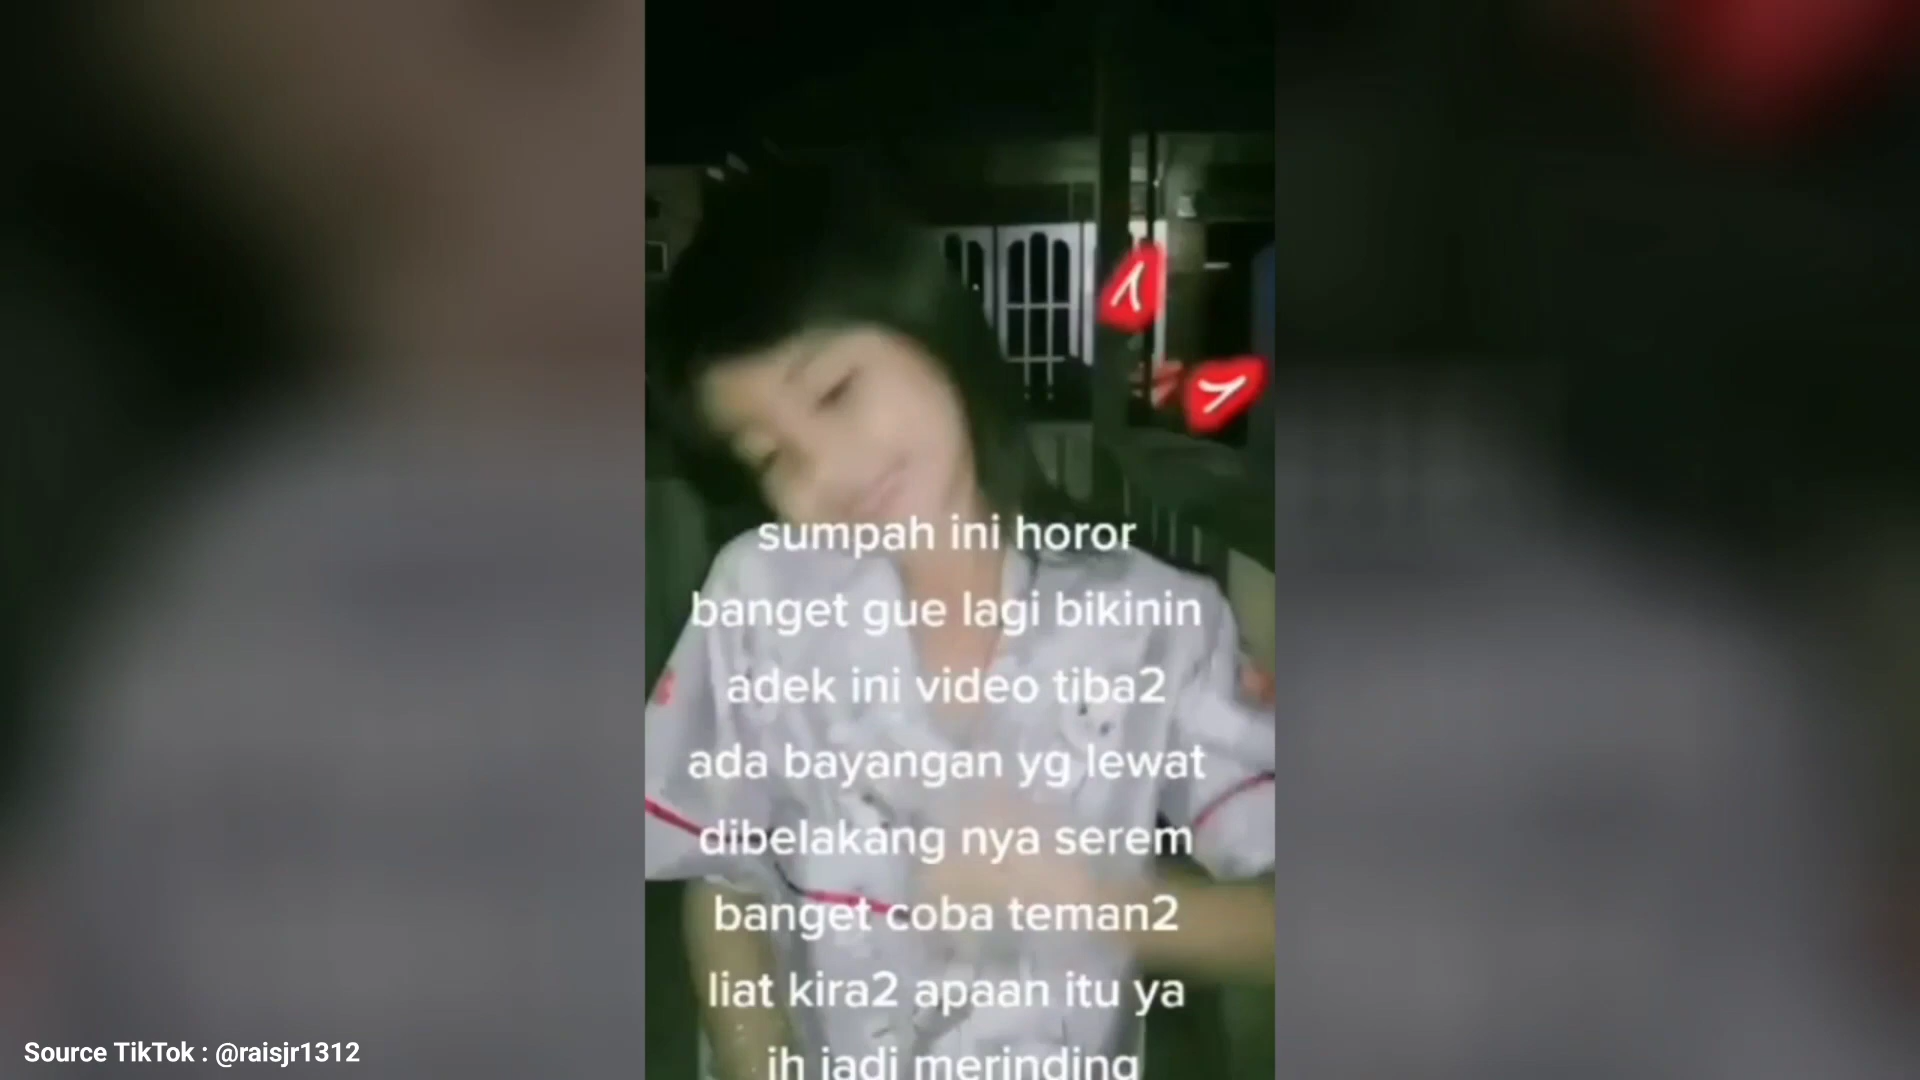 sumpah ini horor
banget gue lagi bikinin
adek ini video tiba2
ada bayangan yg lewat
dibelakang nya serem
banget coba teman2
liat kira2 apaan itu ya
ih jadi merinding
Source TikTok : @raisjr1312